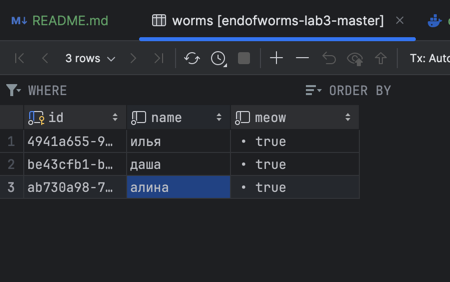 M↓ README.md worms [endofworms-lab3-master]
3 rows Tx: Auto
WHERE ORDER BY
id name meow
1 4941a655-9… илья true
2 be43cfb1-b… даша true
3 ab730a98-7… алина true